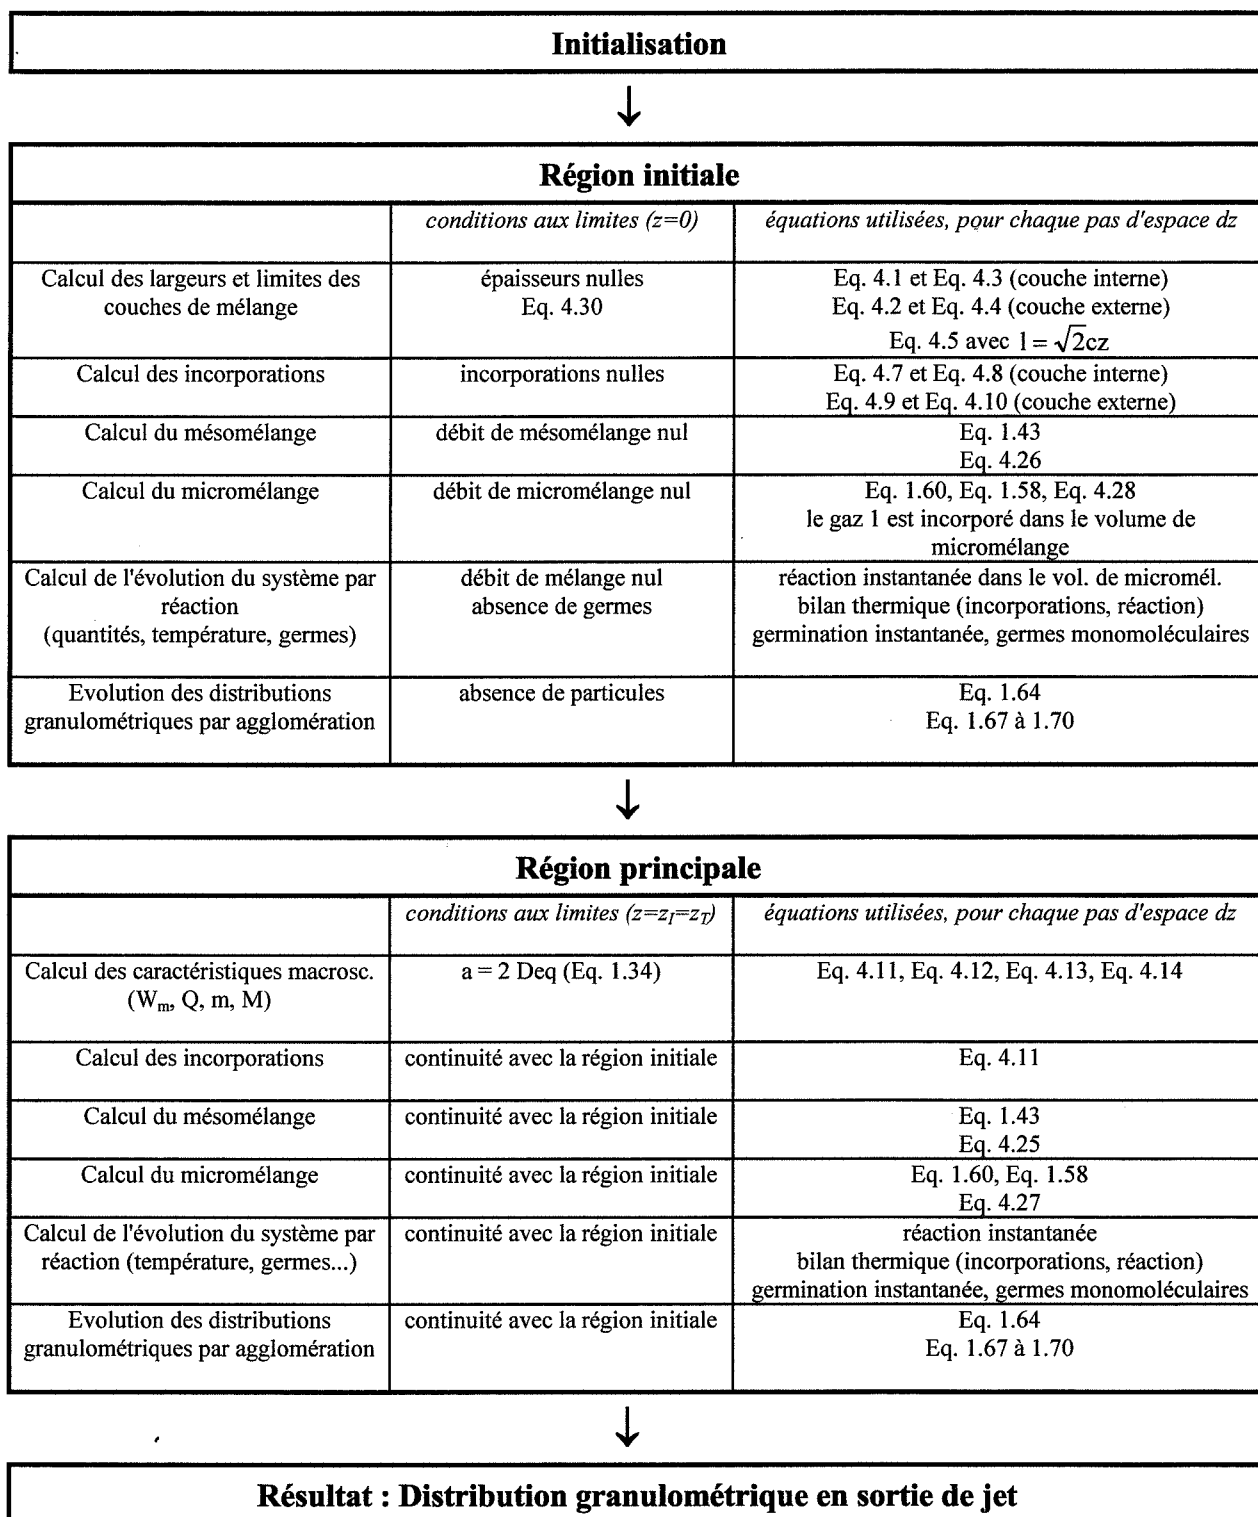 Initialisation
↓
Région initiale
conditions aux limites (z=0)
équations utilisées, pour chaque pas d'espace dz
Calcul des largeurs et limites des
couches de mélange
épaisseurs nulles
Eq. 4.30
Eq. 4.1 et Eq. 4.3 (couche interne)
Eq. 4.2 et Eq. 4.4 (couche externe)
Eq. 4.5 avec l = √2cz
Calcul des incorporations
incorporations nulles
Eq. 4.7 et Eq. 4.8 (couche interne)
Eq. 4.9 et Eq. 4.10 (couche externe)
Calcul du mésomélange
débit de mésomélange nul
Eq. 1.43
Eq. 4.26
Calcul du micromélange
débit de micromélange nul
Eq. 1.60, Eq. 1.58, Eq. 4.28
le gaz 1 est incorporé dans le volume de
micromélange
Calcul de l'évolution du système par
réaction
(quantités, température, germes)
débit de mélange nul
absence de germes
réaction instantanée dans le vol. de micromél.
bilan thermique (incorporations, réaction)
germination instantanée, germes monomoléculaires
Evolution des distributions
granulométriques par agglomération
absence de particules
Eq. 1.64
Eq. 1.67 à 1.70
↓
Région principale
conditions aux limites (z=z_I=z_T)
équations utilisées, pour chaque pas d'espace dz
Calcul des caractéristiques macrosc.
(W_m, Q, m, M)
a = 2 Deq (Eq. 1.34)
Eq. 4.11, Eq. 4.12, Eq. 4.13, Eq. 4.14
Calcul des incorporations
continuité avec la région initiale
Eq. 4.11
Calcul du mésomélange
continuité avec la région initiale
Eq. 1.43
Eq. 4.25
Calcul du micromélange
continuité avec la région initiale
Eq. 1.60, Eq. 1.58
Eq. 4.27
Calcul de l'évolution du système par
réaction (température, germes...)
continuité avec la région initiale
réaction instantanée
bilan thermique (incorporations, réaction)
germination instantanée, germes monomoléculaires
Evolution des distributions
granulométriques par agglomération
continuité avec la région initiale
Eq. 1.64
Eq. 1.67 à 1.70
↓
Résultat : Distribution granulométrique en sortie de jet